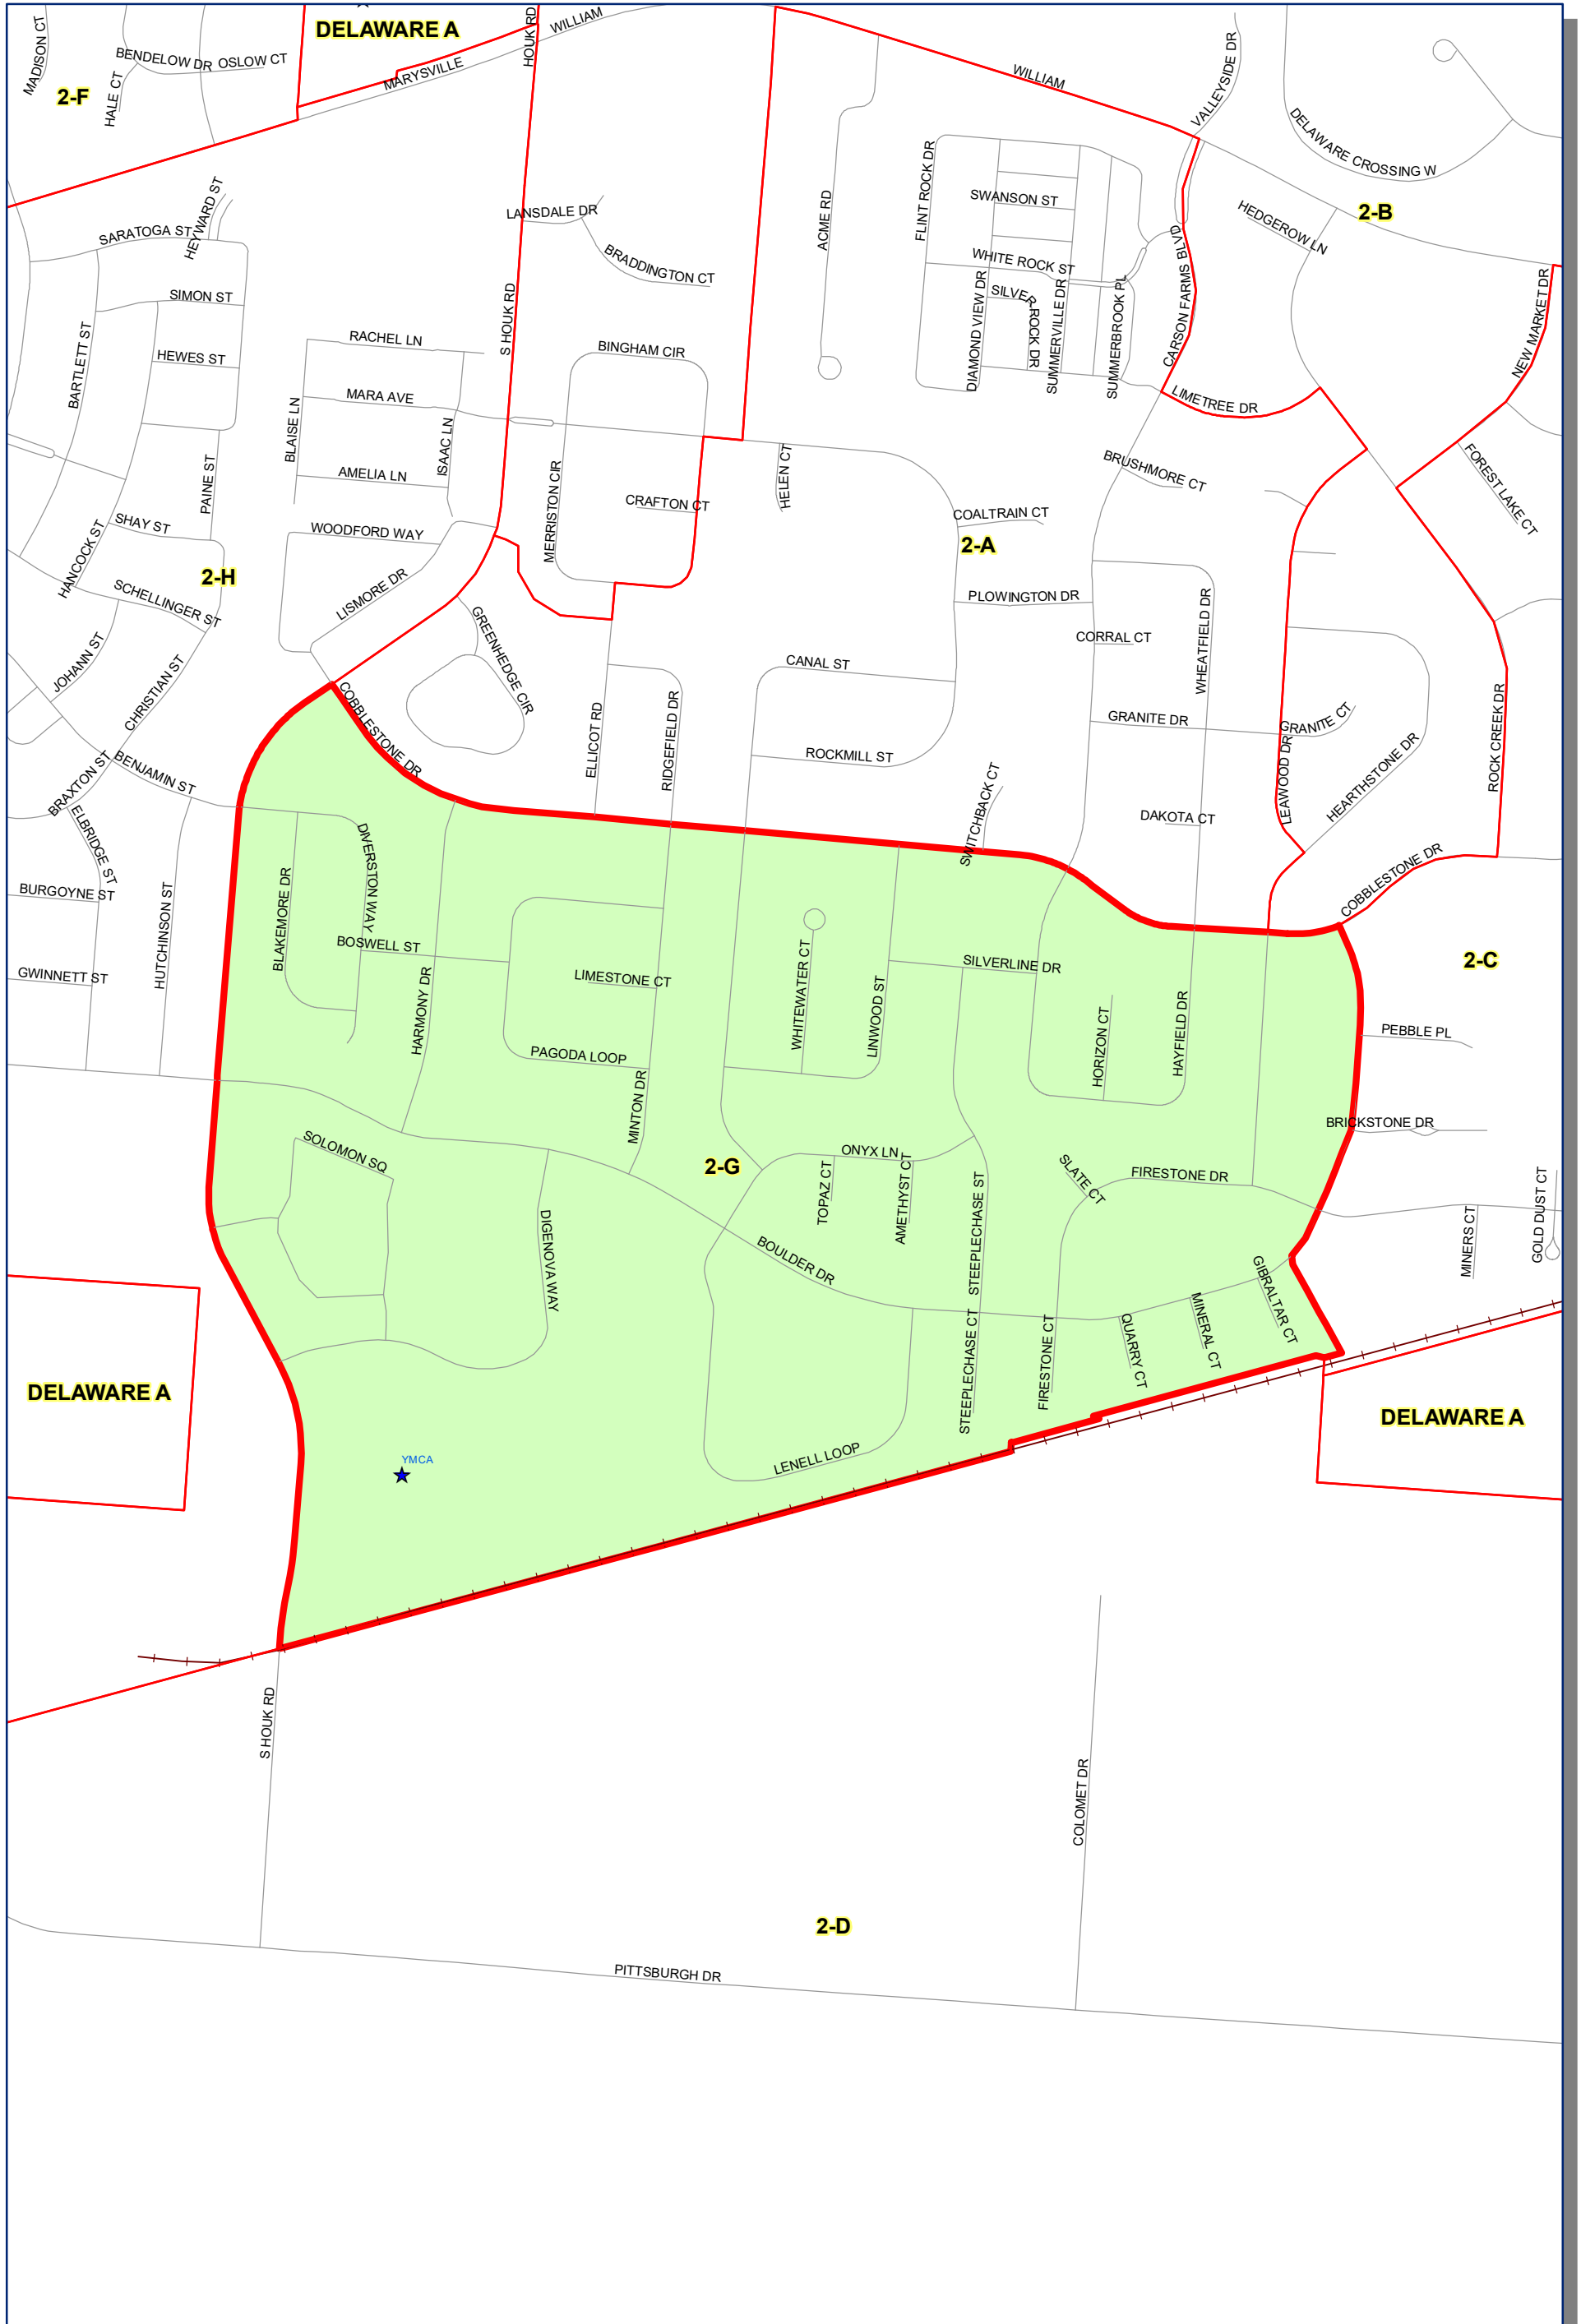 MADISON CT
BENDELOW DR
OSLOW CT
HALE CT
2-F
DELAWARE A
MARYSVILLE
HOUK RD
WILLIAM
WILLIAM
VALLEYSIDE DR
DELAWARE CROSSING W
2-B
HEDGEROW LN
NEW MARKET DR
SARATOGA ST
HEYWARD ST
SIMON ST
HEWES ST
BARTLETT ST
PAINE ST
SHAY ST
HANCOCK ST
2-H
SCHELLINGER ST
JOHANN ST
CHRISTIAN ST
BRAXTON ST
BENJAMIN ST
ELBRIDGE ST
BURGOYNE ST
HUTCHINSON ST
GWINNETT ST
LANSDALE DR
BRADDINGTON CT
S HOUK RD
RACHEL LN
MARA AVE
BLAISE LN
ISAAC LN
AMELIA LN
WOODFORD WAY
LISMORE DR
BINGHAM CIR
MERRISTON CIR
CRAFTON CT
GREENHEDGE CIR
COBBLESTONE DR
ELLICOT RD
RIDGEFIELD DR
ACME RD
FLINT ROCK DR
SWANSON ST
WHITE ROCK ST
SILVER
ROCK DR
DIAMOND VIEW DR
SUMMERVILLE DR
SUMMERBROOK PL
CARSON FARMS BLVD
LIMETREE DR
HELEN CT
COALTRAIN CT
2-A
BRUSHMORE CT
PLOWINGTON DR
CORRAL CT
WHEATFIELD DR
CANAL ST
ROCKMILL ST
GRANITE DR
GRANITE CT
LEAWOOD DR
HEARTHSTONE DR
ROCK CREEK DR
FOREST LAKE CT
SWITCHBACK CT
DAKOTA CT
COBBLESTONE DR
2-C
PEBBLE PL
BRICKSTONE DR
GOLD DUST CT
MINERS CT
BLAKEMORE DR
DIVERSTON WAY
BOSWELL ST
HARMONY DR
LIMESTONE CT
PAGODA LOOP
MINTON DR
WHITEWATER CT
LINWOOD ST
SILVERLINE DR
HORIZON CT
HAYFIELD DR
SOLOMON SQ
DIGENOVA WAY
2-G
ONYX LN
TOPAZ CT
AMETHYST CT
STEEPLECHASE ST
SLATE CT
FIRESTONE DR
BOULDER DR
STEEPLECHASE CT
FIRESTONE CT
QUARRY CT
MINERAL CT
GIBRALTAR CT
LENELL LOOP
YMCA
DELAWARE A
DELAWARE A
S HOUK RD
COLOMET DR
2-D
PITTSBURGH DR